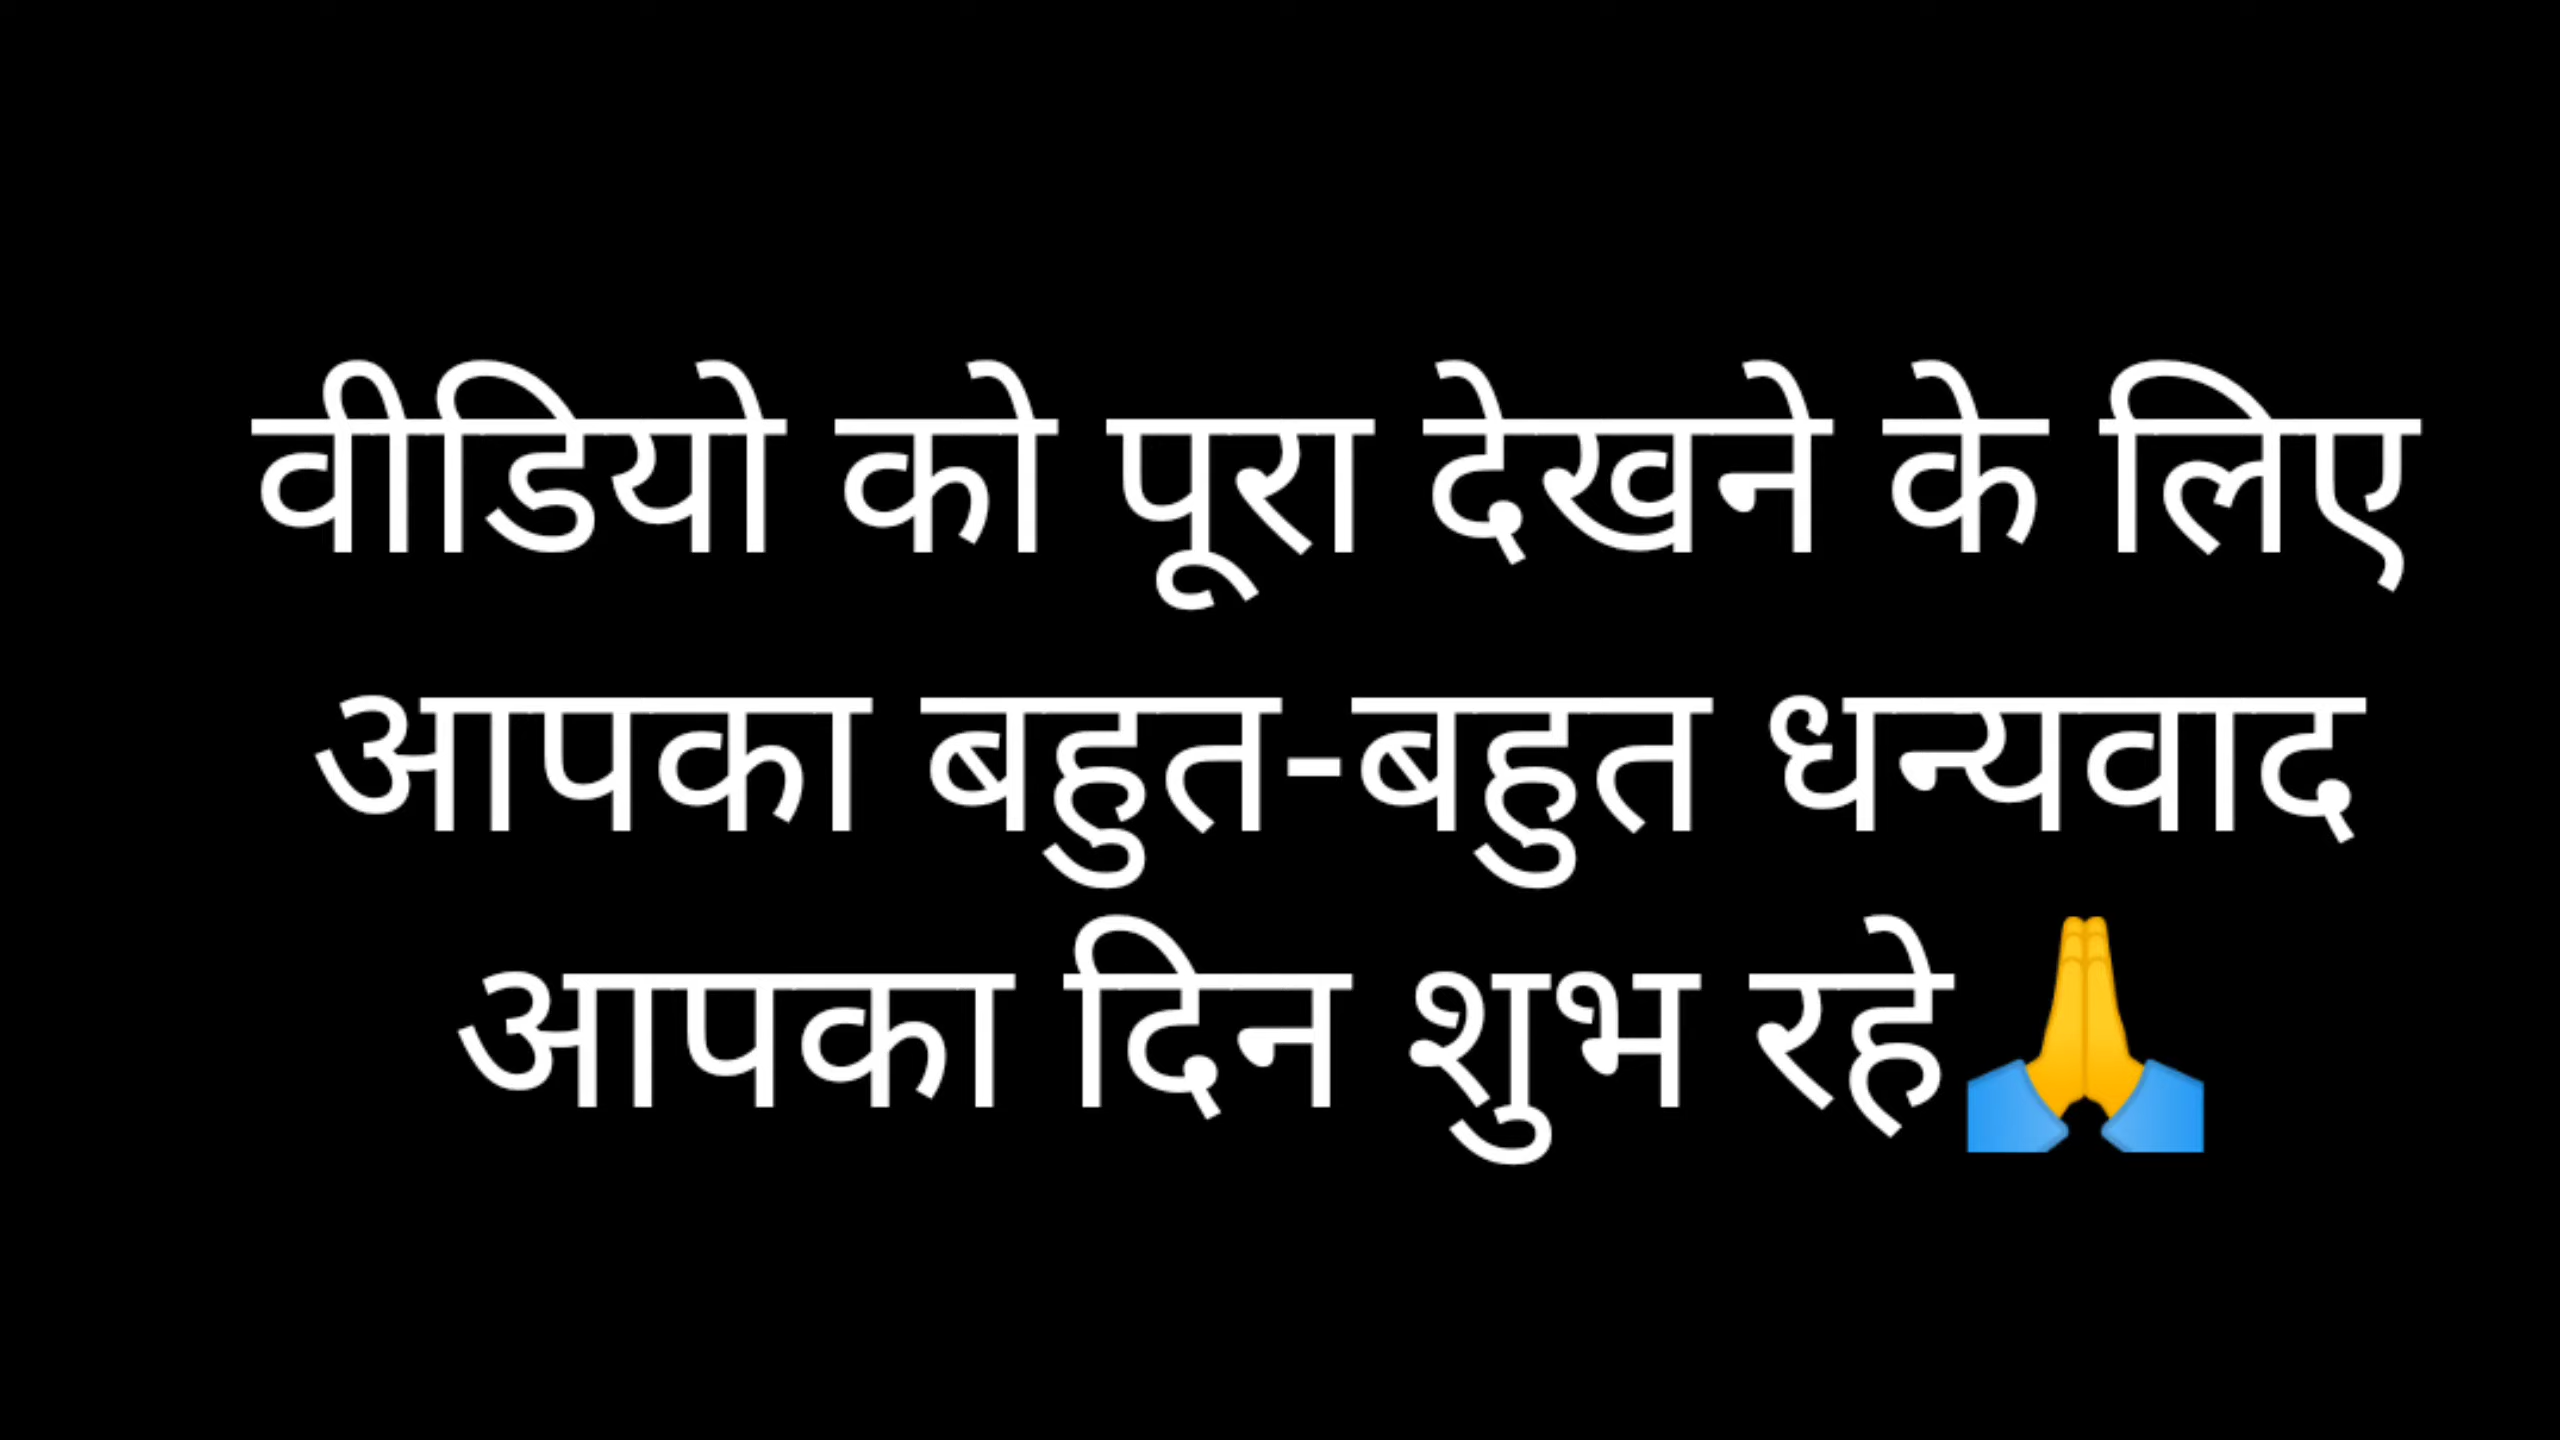 वीडियो को पूरा देखने के लिए
आपका बहुत-बहुत धन्यवाद
आपका दिन शुभ रहे🙏